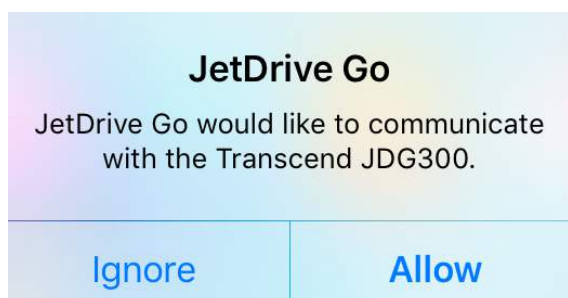 JetDrive Go
JetDrive Go would like to communicate
with the Transcend JDG300.
Ignore
Allow